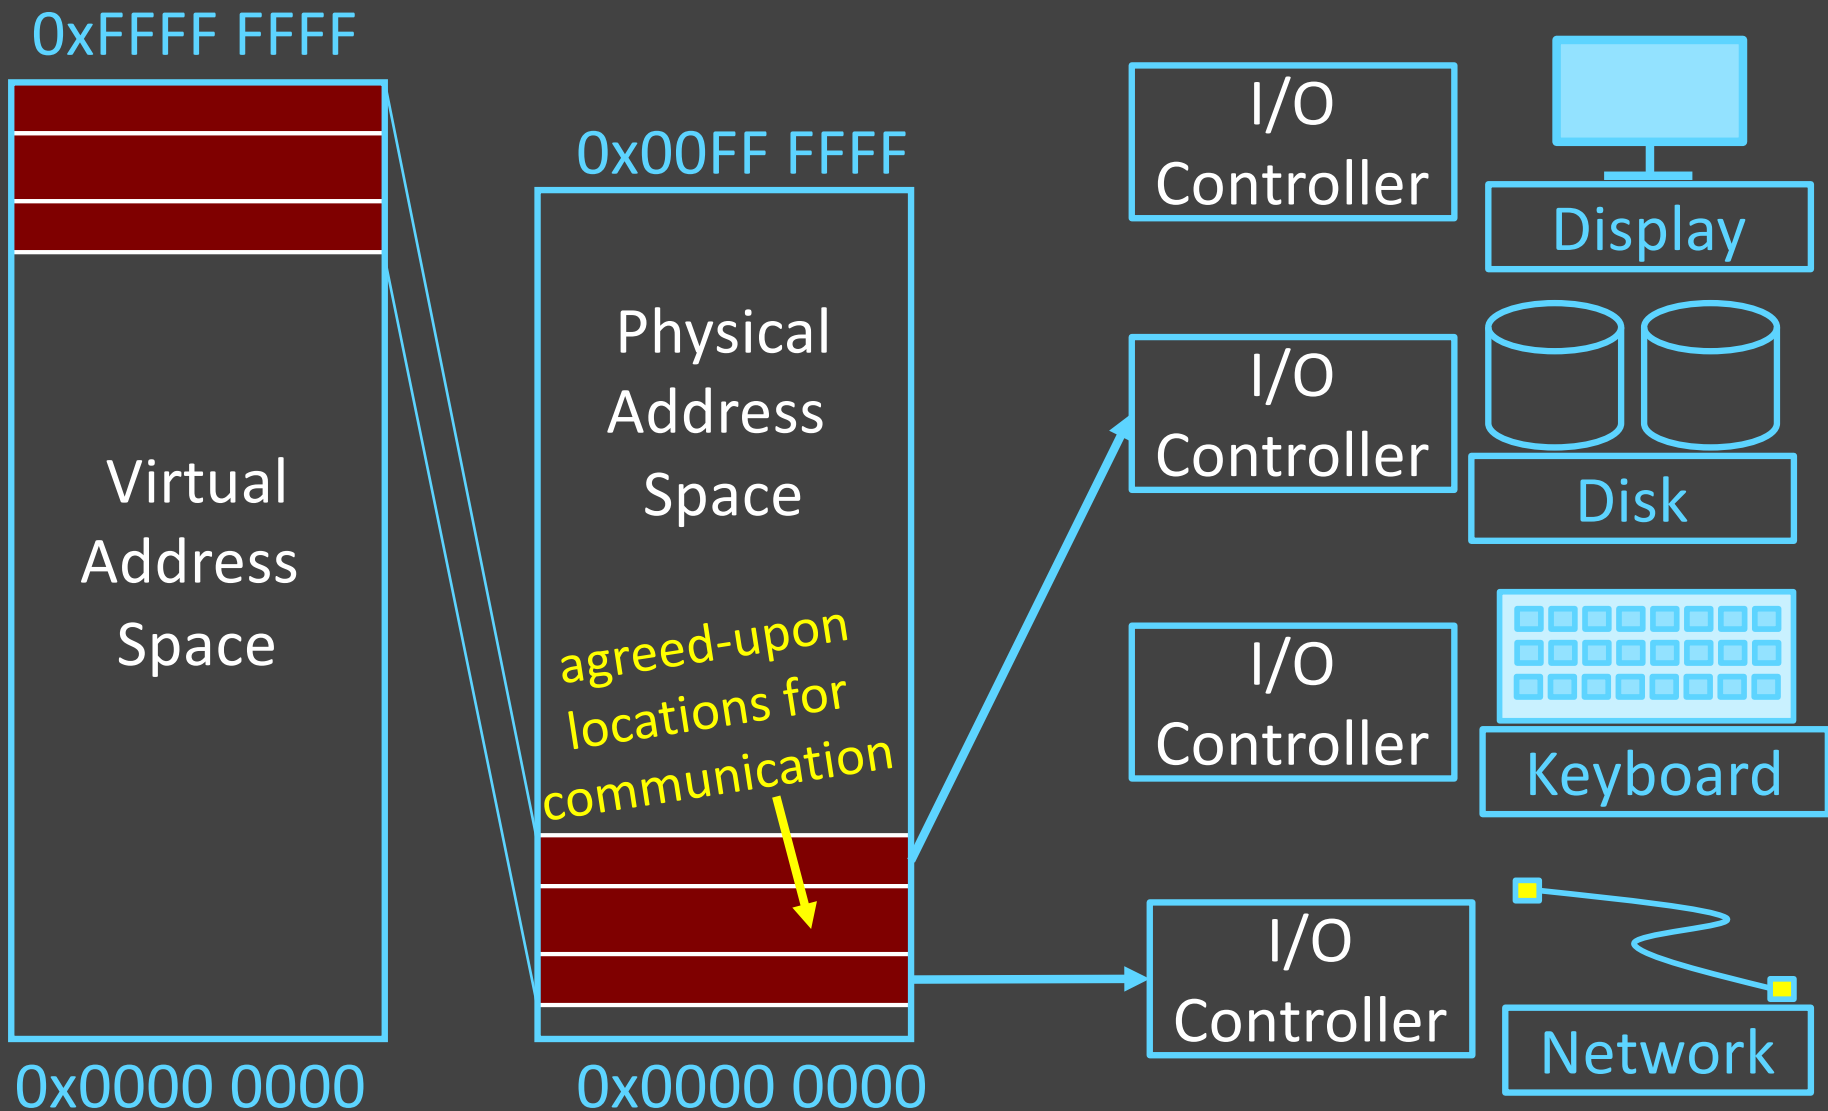 0xFFFF FFFF
Virtual
Address
Space
0x0000 0000
0x00FF FFFF
Physical
Address
Space
agreed-upon
locations for
communication
0x0000 0000
I/O
Controller
Display
I/O
Controller
Disk
I/O
Controller
Keyboard
I/O
Controller
Network